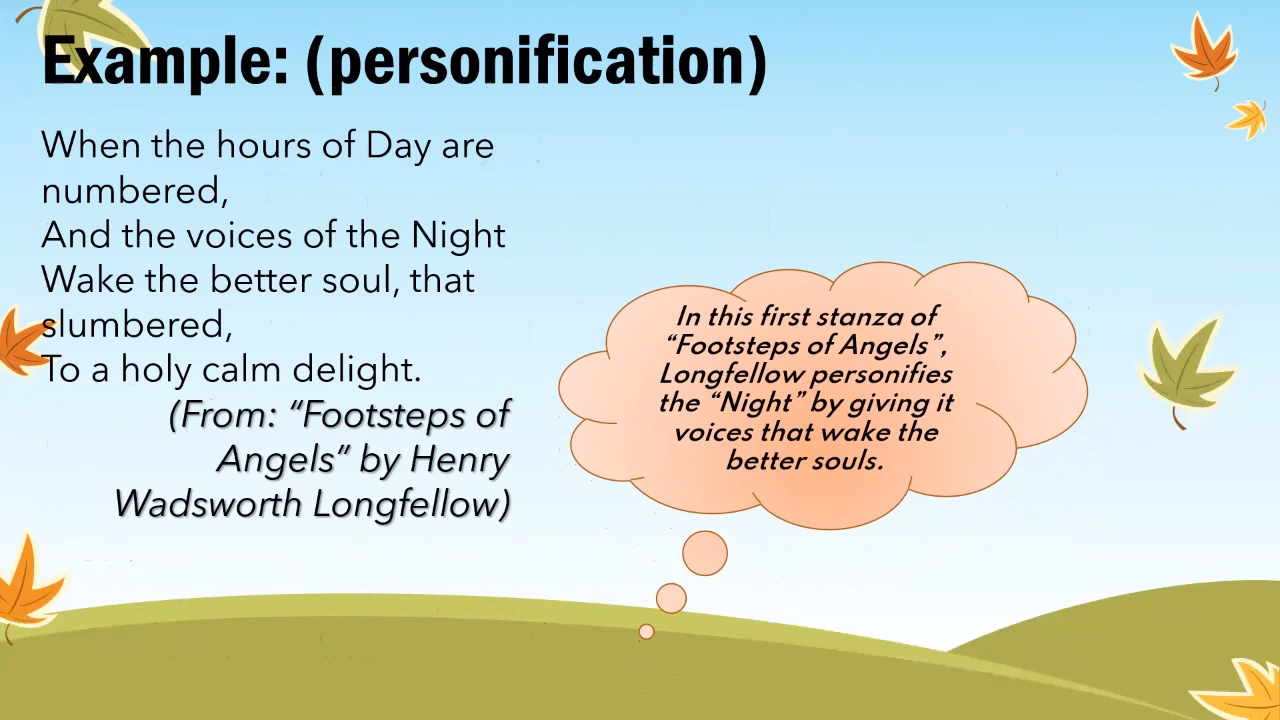 Example: (personification)
When the hours of Day are
numbered,
And the voices of the Night
Wake the better soul, that
slumbered,
To a holy calm delight.
(From: “Footsteps of
Angels” by Henry
Wadsworth Longfellow)
In this first stanza of
“Footsteps of Angels”,
Longfellow personifies
the “Night” by giving it
voices that wake the
better souls.